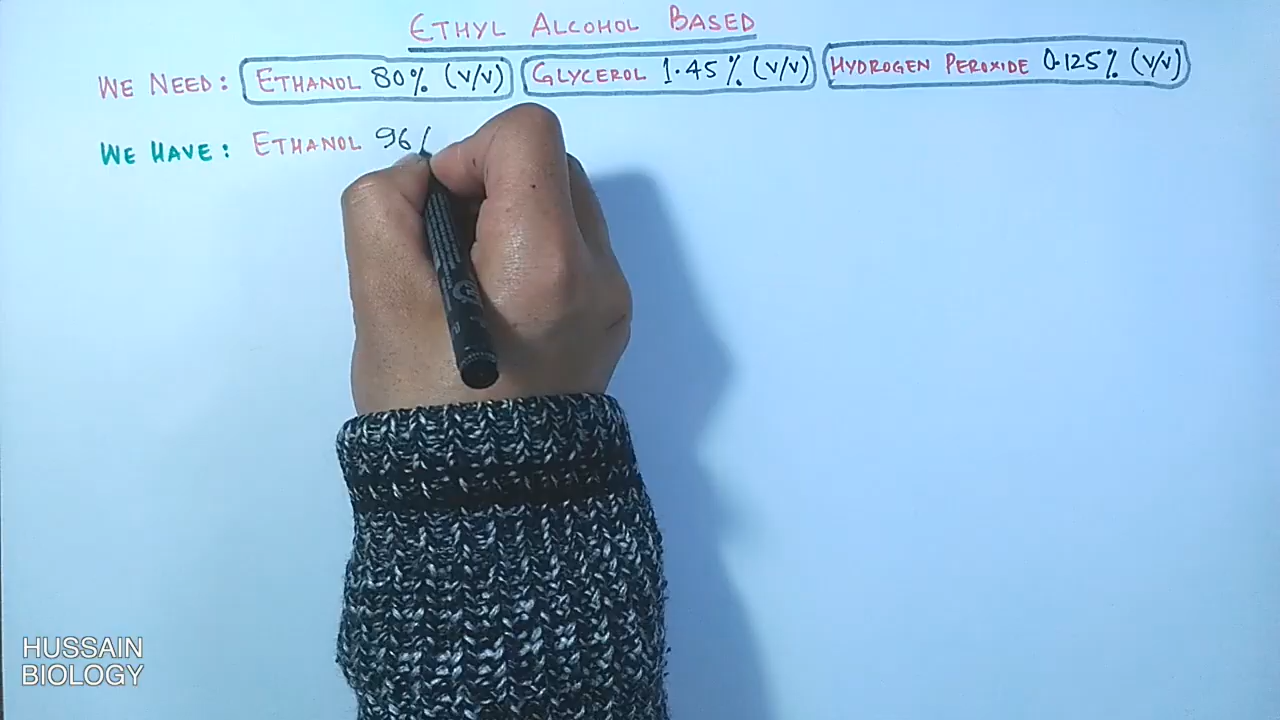 ETHYL ALCOHOL BASED
WE NEED: ETHANOL 80% (V/V) GLYCEROL 1.45% (V/V) HYDROGEN PEROXIDE 0.125% (V/V)
WE HAVE: ETHANOL 96
HUSSAIN
BIOLOGY